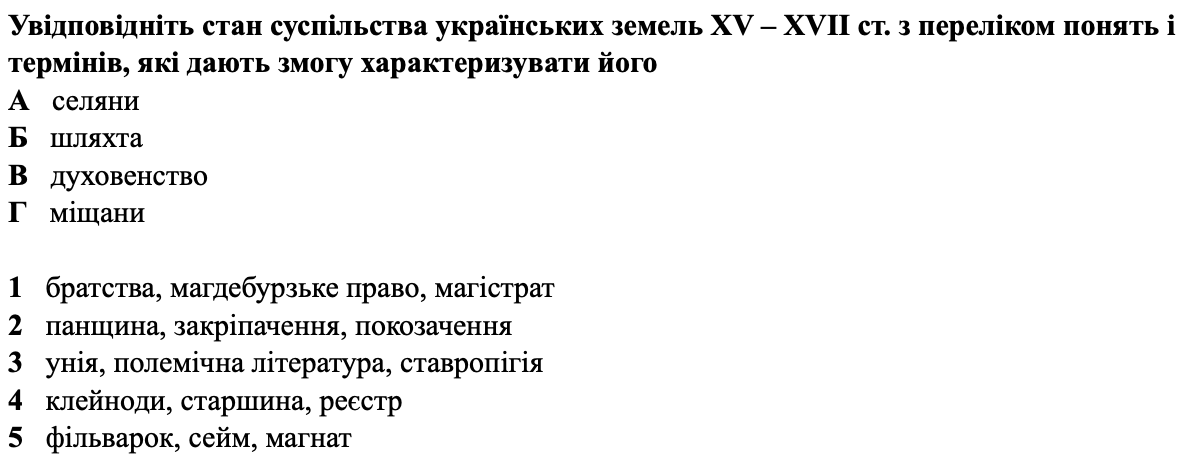 Увідповідніть стан суспільства українських земель XV – XVII ст. з переліком понять і
термінів, які дають змогу характеризувати його
А селяни
Б шляхта
В духовенство
Г міщани
1 братства, магдебурзьке право, магістрат
2 панщина, закріпачення, покозачення
3 унія, полемічна література, ставропігія
4 клейноди, старшина, реєстр
5 фільварок, сейм, магнат